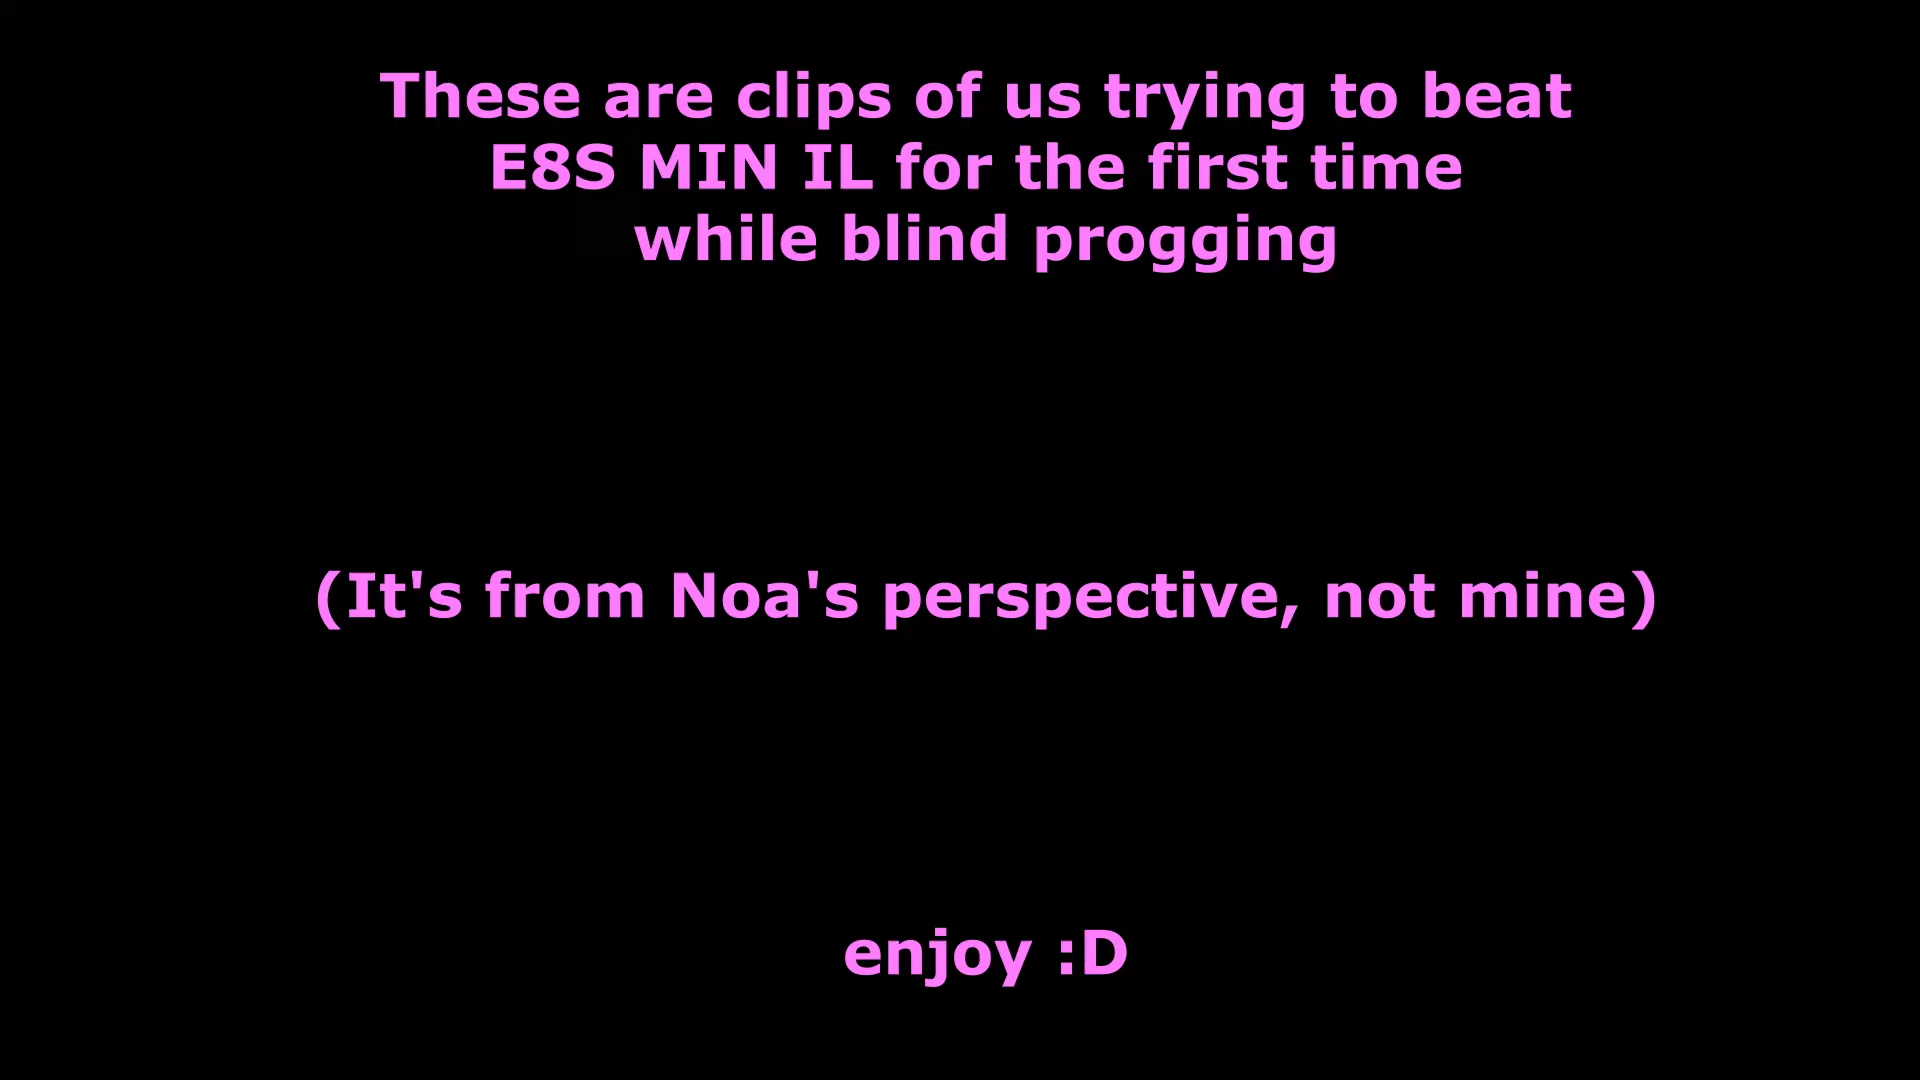 These are clips of us trying to beat
E8S MIN IL for the first time
while blind progging
(It's from Noa's perspective, not mine)
enjoy :D